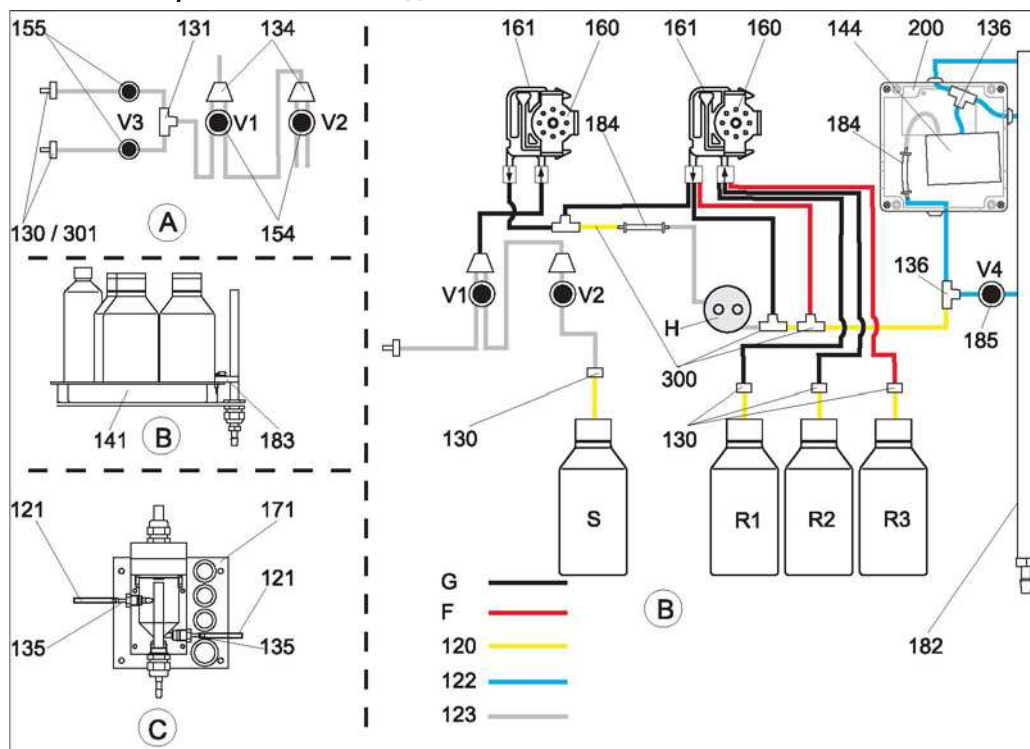 155 131 134
V3 V1 V2
130 / 301 A 154
141 B 183
121 171
121
135 135
C
161 160 161 160 144 200 136
184 184
V1 V2 136 V4
H 185
300
130 130
S R1 R2 R3
G
F B
120 182
122
123